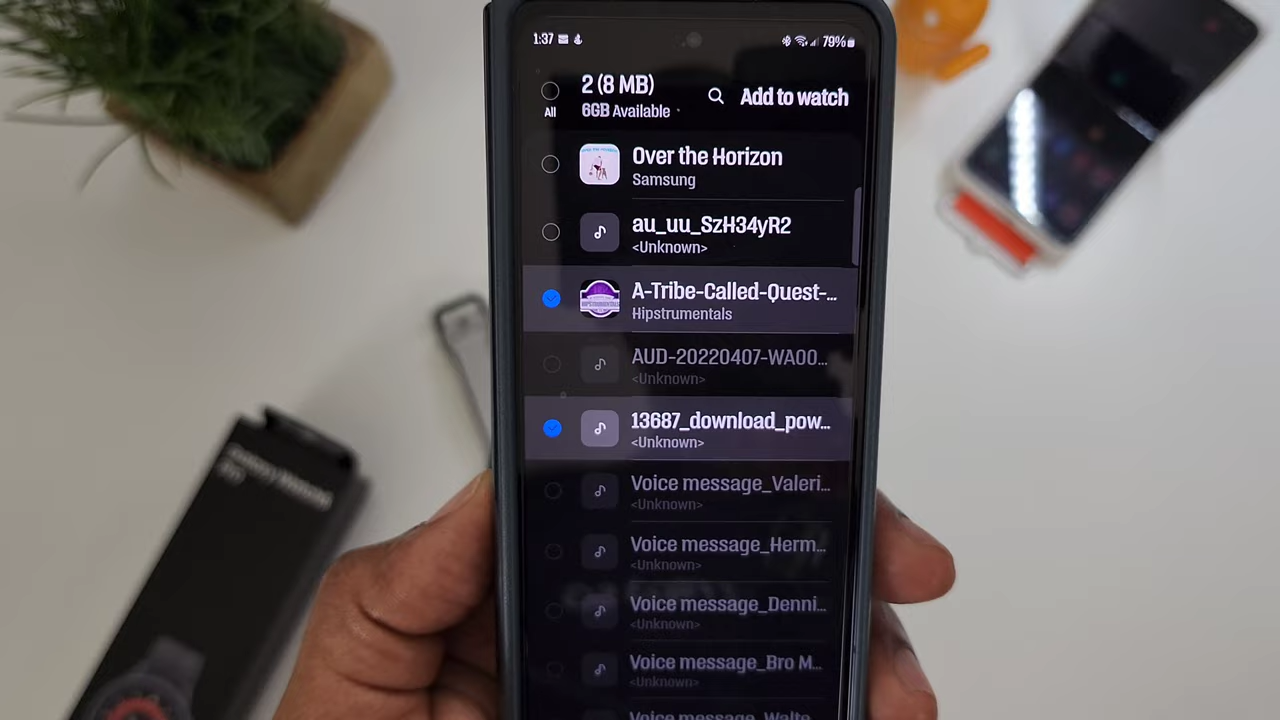 1:37
79%
2 (8 MB)
6GB Available
All
Add to watch
Over the Horizon
Samsung
au_uu_SzH34yR2
<Unknown>
A-Tribe-Called-Quest-...
Hipstrumentals
AUD-20220407-WA00...
<Unknown>
13687_download_pow...
<Unknown>
Voice message_Valeri...
<Unknown>
Voice message_Herm...
<Unknown>
Voice message_Denni...
<Unknown>
Voice message_Bro M...
<Unknown>
Voice message_Walte...